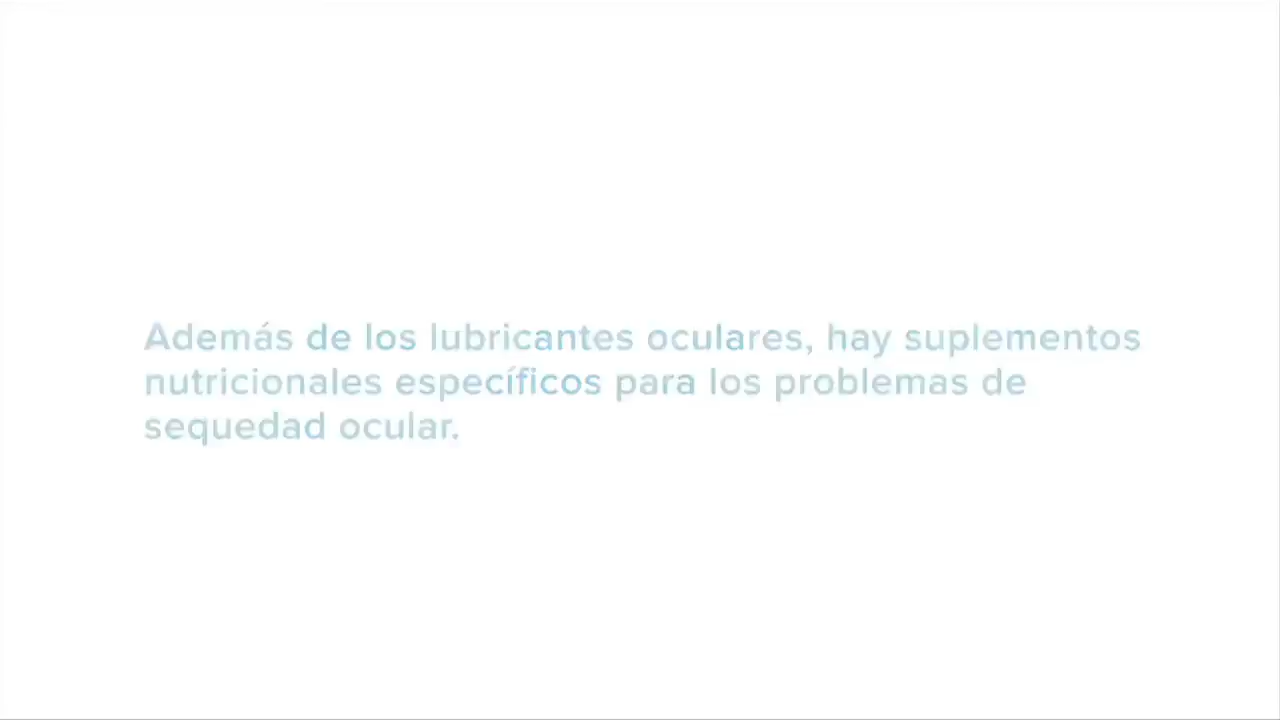 Además de los lubricantes oculares, hay suplementos
nutricionales específicos para los problemas de
sequedad ocular.